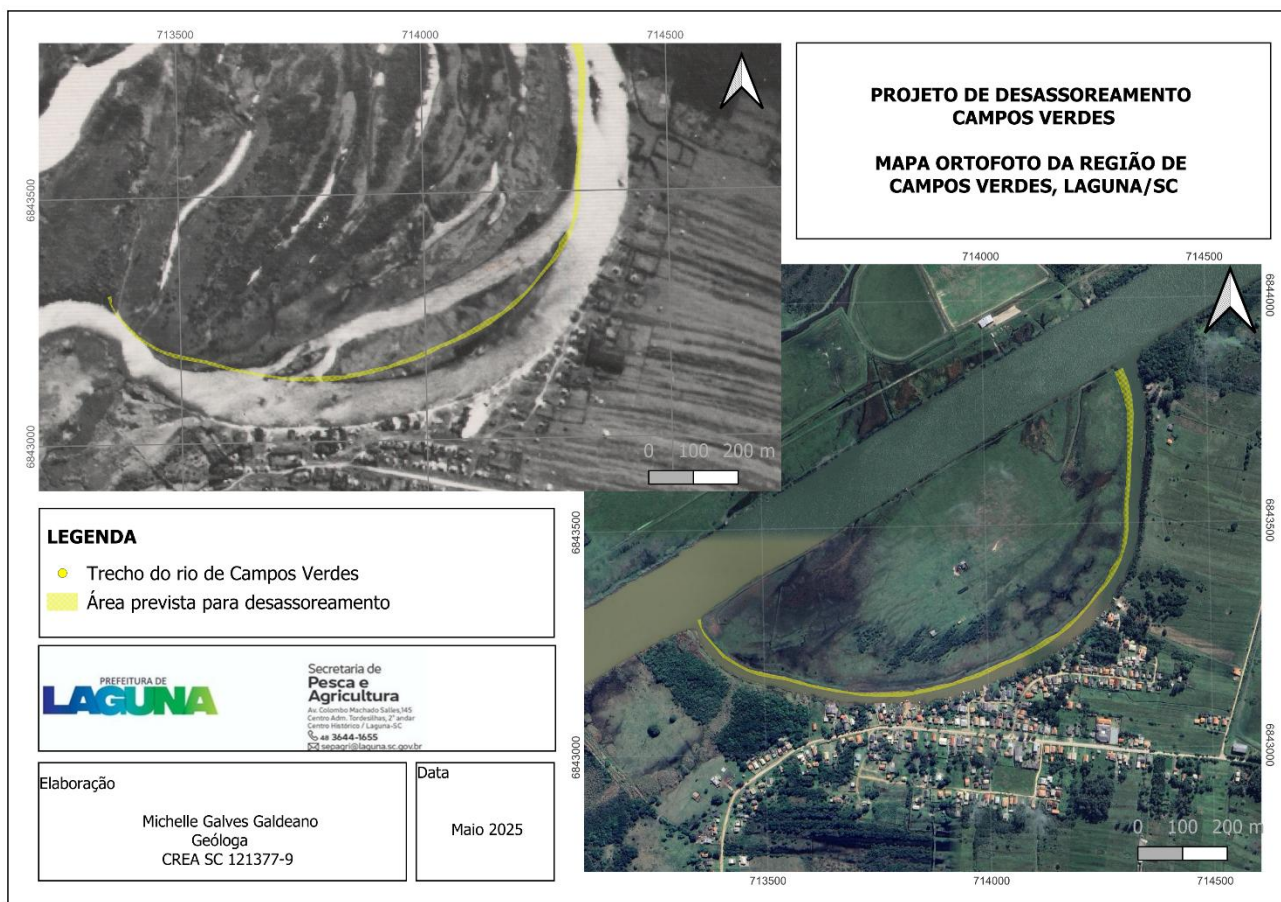 713500
714000
714500
6843500
6843000
0 100 200 m
PROJETO DE DESASSOREAMENTO
CAMPOS VERDES
MAPA ORTOFOTO DA REGIÃO DE
CAMPOS VERDES, LAGUNA/SC
714000
714500
6844000
6843500
6843500
6843000
6843000
0 100 200 m
713500
714000
714500
LEGENDA
Trecho do rio de Campos Verdes
Área prevista para desassoreamento
PREFEITURA DE
LAGUNA
Secretaria de
Pesca e
Agricultura
Av. Colombo Machado Salles,145
Centro Adm. Tordesilhas, 2° andar
Centro Histórico / Laguna-SC
48 3644-1655
sepagri@laguna.sc.gov.br
Elaboração
Michelle Galves Galdeano
Geóloga
CREA SC 121377-9
Data
Maio 2025